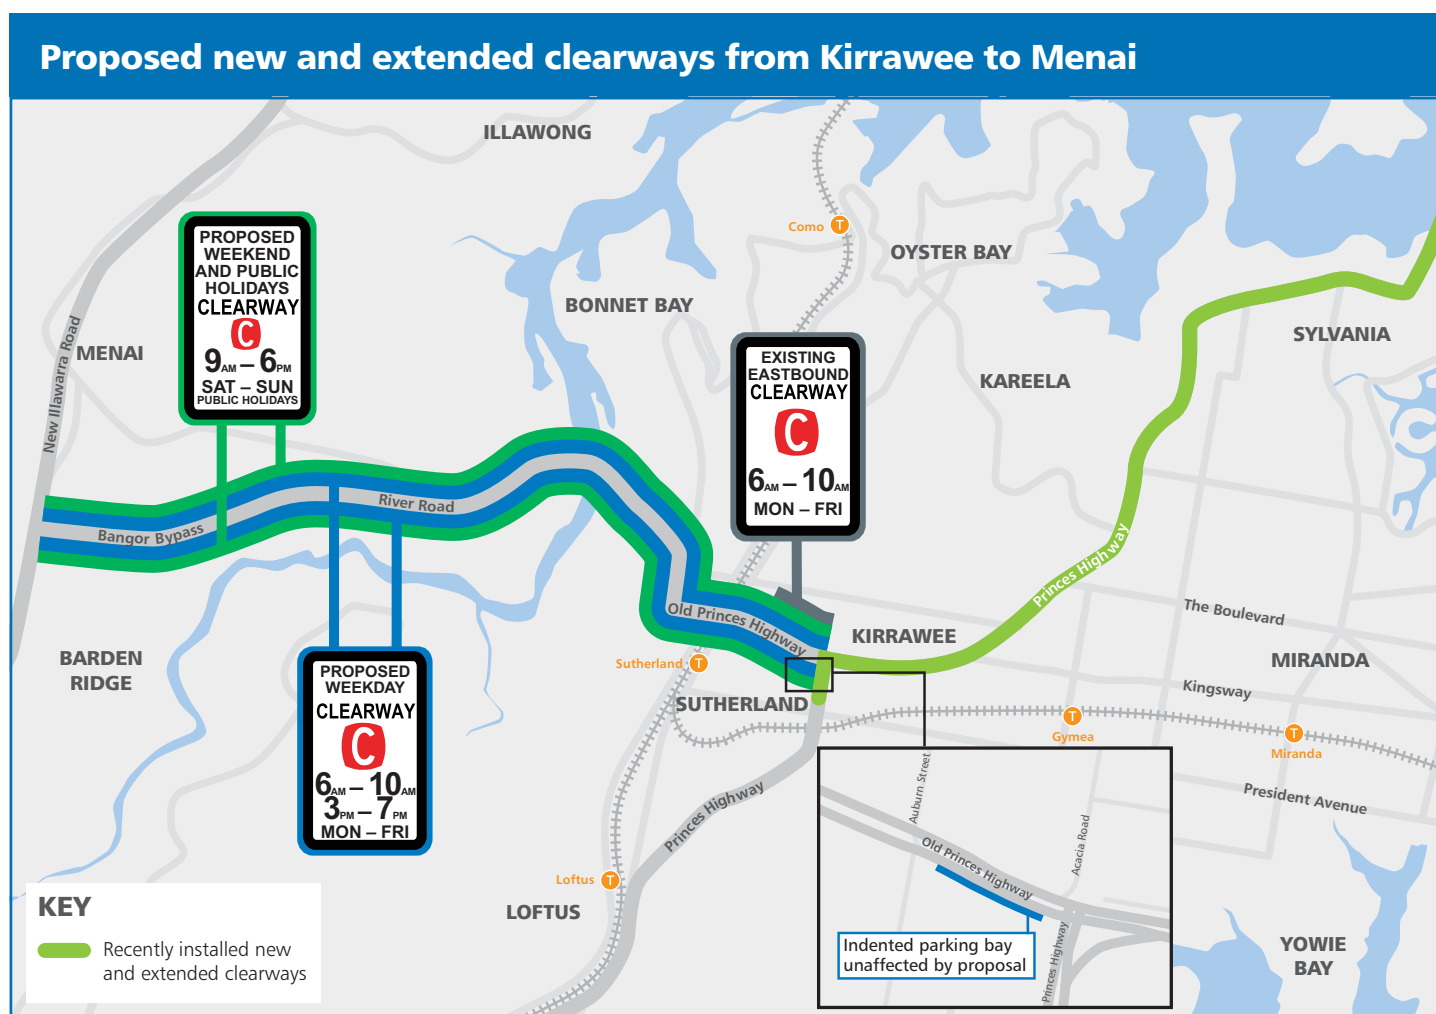 Proposed new and extended clearways from Kirrawee to Menai
ILLAWONG
Como
T
OYSTER BAY
PROPOSED
WEEKEND
AND PUBLIC
HOLIDAYS
CLEARWAY
C
9AM – 6PM
SAT – SUN
PUBLIC HOLIDAYS
BONNET BAY
SYLVANIA
MENAI
New Illawarra Road
EXISTING
EASTBOUND
CLEARWAY
C
6AM – 10AM
MON – FRI
KAREELA
River Road
Bangor Bypass
Princes Highway
Old Princes Highway
The Boulevard
KIRRAWEE
BARDEN
RIDGE
Sutherland
T
MIRANDA
Kingsway
SUTHERLAND
PROPOSED
WEEKDAY
CLEARWAY
C
6AM – 10AM
3PM – 7PM
MON – FRI
T
Gymea
T
Miranda
President Avenue
Princes Highway
Auburn Street
Acacia Road
Old Princes Highway
Princes Highway
Indented parking bay
unaffected by proposal
Loftus
T
LOFTUS
YOWIE
BAY
KEY
Recently installed new
and extended clearways